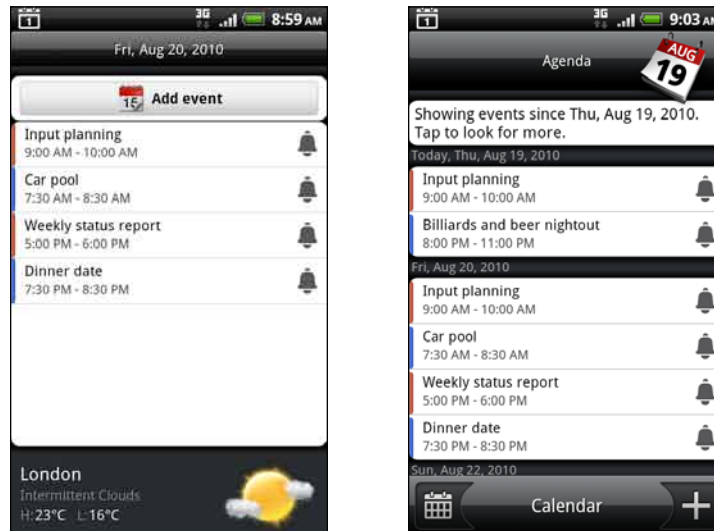 1
3G
8:59 AM
Fri, Aug 20, 2010
15
Add event
Input planning
9:00 AM - 10:00 AM
Car pool
7:30 AM - 8:30 AM
Weekly status report
5:00 PM - 6:00 PM
Dinner date
7:30 PM - 8:30 PM
London
Intermittent Clouds
H:23°C L:16°C
1
3G
9:03 AM
Agenda
AUG
19
Showing events since Thu, Aug 19, 2010.
Tap to look for more.
Today, Thu, Aug 19, 2010
Input planning
9:00 AM - 10:00 AM
Billiards and beer nightout
8:00 PM - 11:00 PM
Fri, Aug 20, 2010
Input planning
9:00 AM - 10:00 AM
Car pool
7:30 AM - 8:30 AM
Weekly status report
5:00 PM - 6:00 PM
Dinner date
7:30 PM - 8:30 PM
Sun, Aug 22, 2010
Calendar